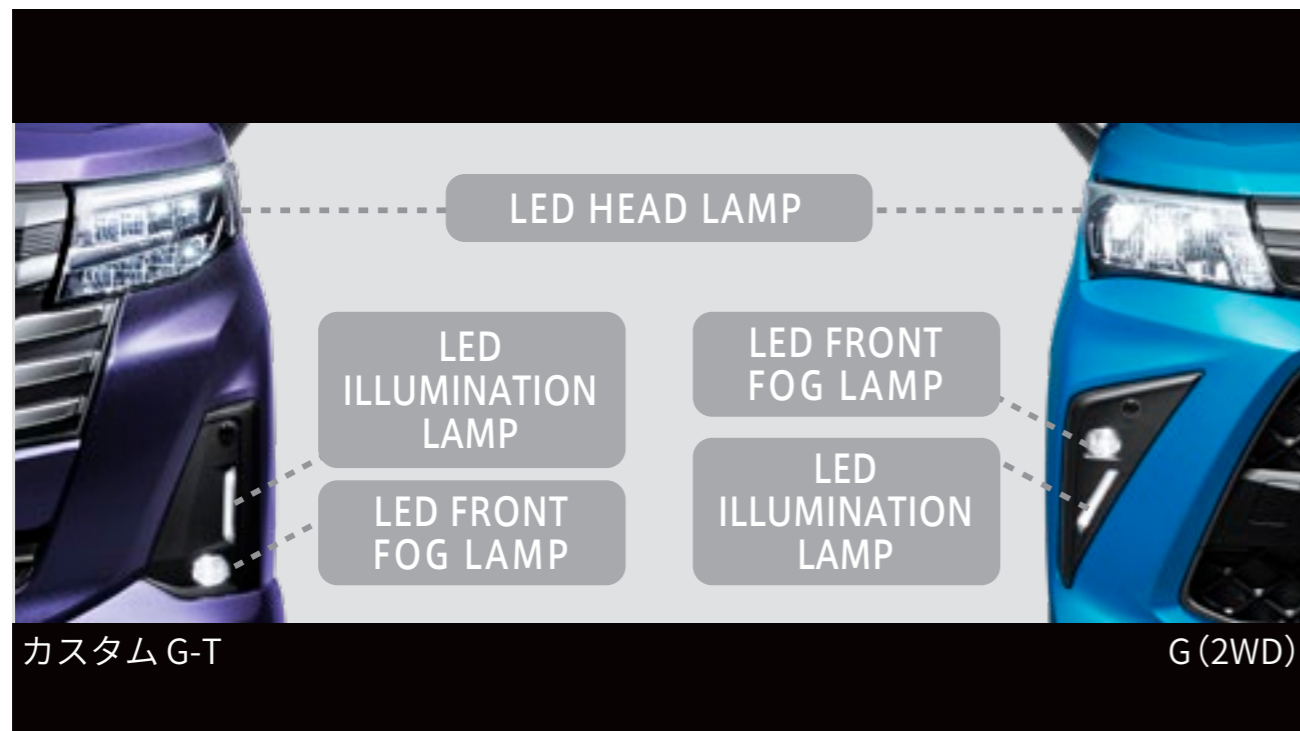 LED HEAD LAMP
LED
ILLUMINATION
LAMP
LED FRONT
FOG LAMP
LED FRONT
FOG LAMP
LED
ILLUMINATION
LAMP
カスタム G-T
G（2WD）